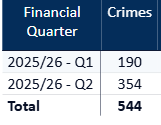 Financial Quarter Crimes
2025/26 - Q1 190
2025/26 - Q2 354
Total 544